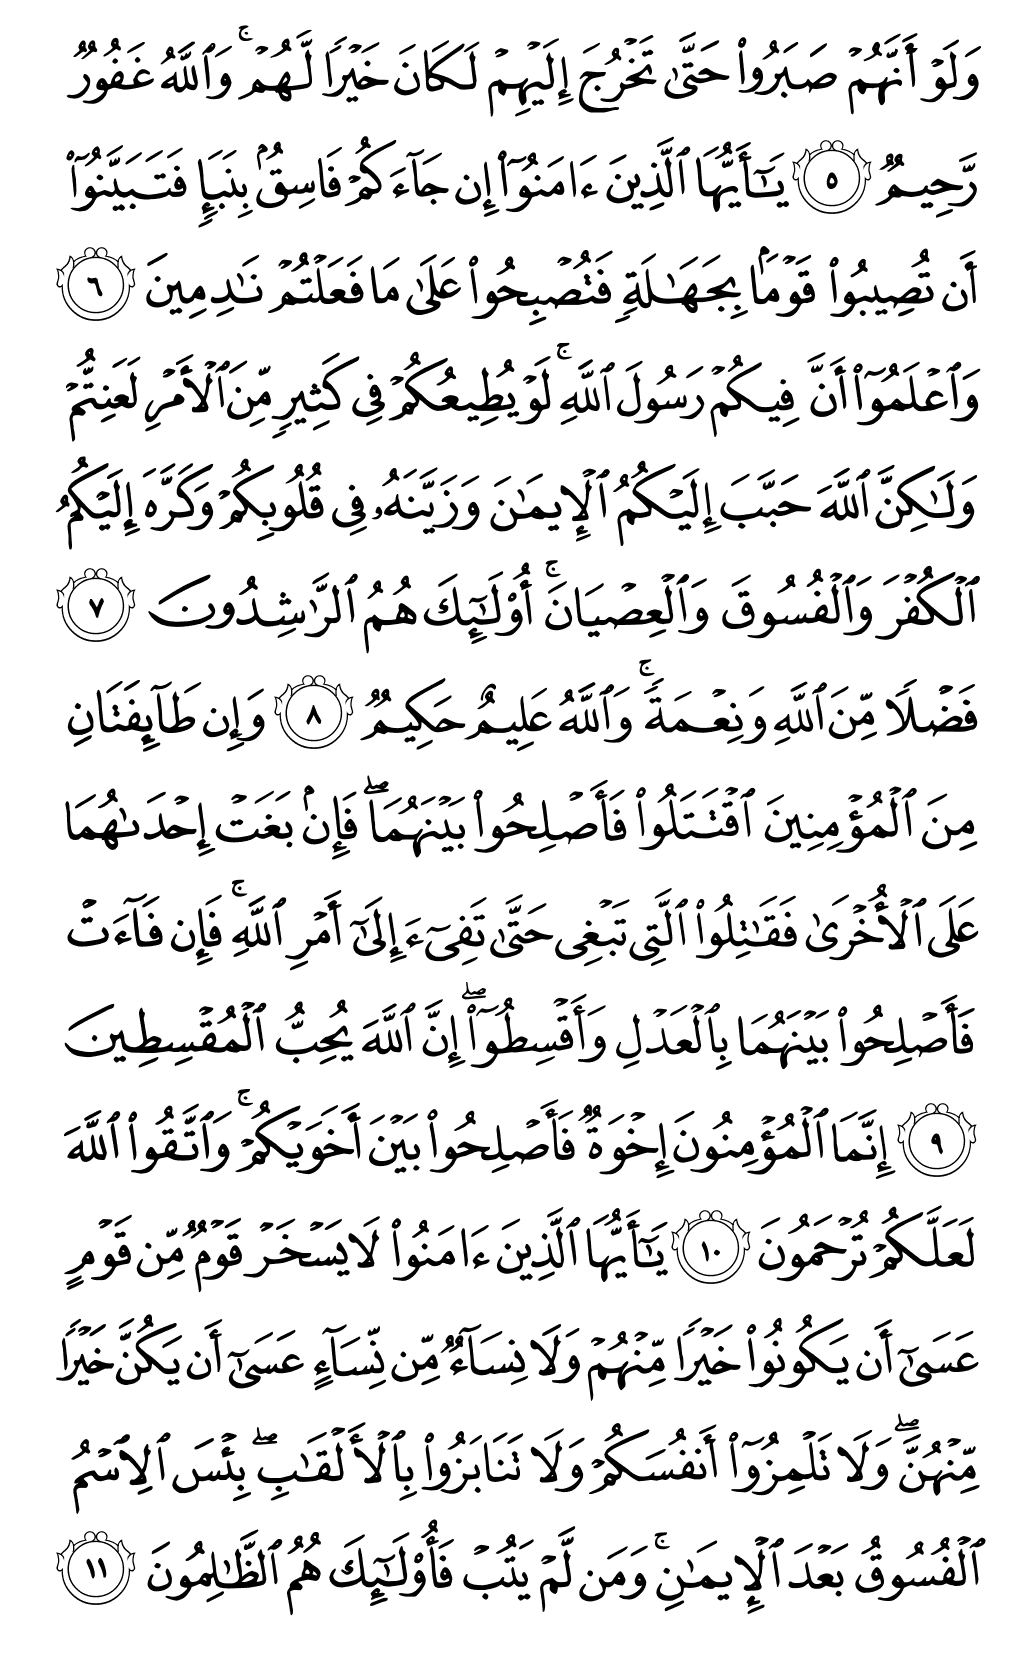 وَلَوۡ أَنَّهُمۡ صَبَرُواْ حَتَّىٰ تَخۡرُجَ إِلَيۡهِمۡ لَكَانَ خَيۡرٗا لَّهُمۡۚ وَٱللَّهُ غَفُورٞ
رَّحِيمٞ ٥ يَٰٓأَيُّهَا ٱلَّذِينَ ءَامَنُوٓاْ إِن جَآءَكُمۡ فَاسِقُۢ بِنَبَإٖ فَتَبَيَّنُوٓاْ
أَن تُصِيبُواْ قَوۡمَۢا بِجَهَٰلَةٖ فَتُصۡبِحُواْ عَلَىٰ مَا فَعَلۡتُمۡ نَٰدِمِينَ ٦
وَٱعۡلَمُوٓاْ أَنَّ فِيكُمۡ رَسُولَ ٱللَّهِۚ لَوۡ يُطِيعُكُمۡ فِي كَثِيرٖ مِّنَ ٱلۡأَمۡرِ لَعَنِتُّمۡ
وَلَٰكِنَّ ٱللَّهَ حَبَّبَ إِلَيۡكُمُ ٱلۡإِيمَٰنَ وَزَيَّنَهُۥ فِي قُلُوبِكُمۡ وَكَرَّهَ إِلَيۡكُمُ
ٱلۡكُفۡرَ وَٱلۡفُسُوقَ وَٱلۡعِصۡيَانَۚ أُوْلَٰٓئِكَ هُمُ ٱلرَّٰشِدُونَ ٧
فَضۡلٗا مِّنَ ٱللَّهِ وَنِعۡمَةٗۚ وَٱللَّهُ عَلِيمٌ حَكِيمٞ ٨ وَإِن طَآئِفَتَانِ
مِنَ ٱلۡمُؤۡمِنِينَ ٱقۡتَتَلُواْ فَأَصۡلِحُواْ بَيۡنَهُمَاۖ فَإِنۢ بَغَتۡ إِحۡدَىٰهُمَا
عَلَى ٱلۡأُخۡرَىٰ فَقَٰتِلُواْ ٱلَّتِي تَبۡغِي حَتَّىٰ تَفِيٓءَ إِلَىٰٓ أَمۡرِ ٱللَّهِۚ فَإِن فَآءَتۡ
فَأَصۡلِحُواْ بَيۡنَهُمَا بِٱلۡعَدۡلِ وَأَقۡسِطُوٓاْۖ إِنَّ ٱللَّهَ يُحِبُّ ٱلۡمُقۡسِطِينَ
٩ إِنَّمَا ٱلۡمُؤۡمِنُونَ إِخۡوَةٞ فَأَصۡلِحُواْ بَيۡنَ أَخَوَيۡكُمۡۚ وَٱتَّقُواْ ٱللَّهَ
لَعَلَّكُمۡ تُرۡحَمُونَ ١٠ يَٰٓأَيُّهَا ٱلَّذِينَ ءَامَنُواْ لَا يَسۡخَرۡ قَوۡمٞ مِّن قَوۡمٍ
عَسَىٰٓ أَن يَكُونُواْ خَيۡرٗا مِّنۡهُمۡ وَلَا نِسَآءٞ مِّن نِّسَآءٍ عَسَىٰٓ أَن يَكُنَّ خَيۡرٗا
مِّنۡهُنَّۖ وَلَا تَلۡمِزُوٓاْ أَنفُسَكُمۡ وَلَا تَنَابَزُواْ بِٱلۡأَلۡقَٰبِۖ بِئۡسَ ٱلِٱسۡمُ
ٱلۡفُسُوقُ بَعۡدَ ٱلۡإِيمَٰنِۚ وَمَن لَّمۡ يَتُبۡ فَأُوْلَٰٓئِكَ هُمُ ٱلظَّٰلِمُونَ ١١